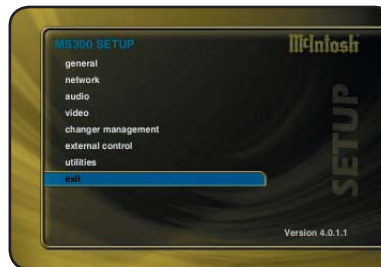 MS300 SETUP
McIntosh
general
network
audio
video
changer management
external control
utilities
exit
SETUP
Version 4.0.1.1